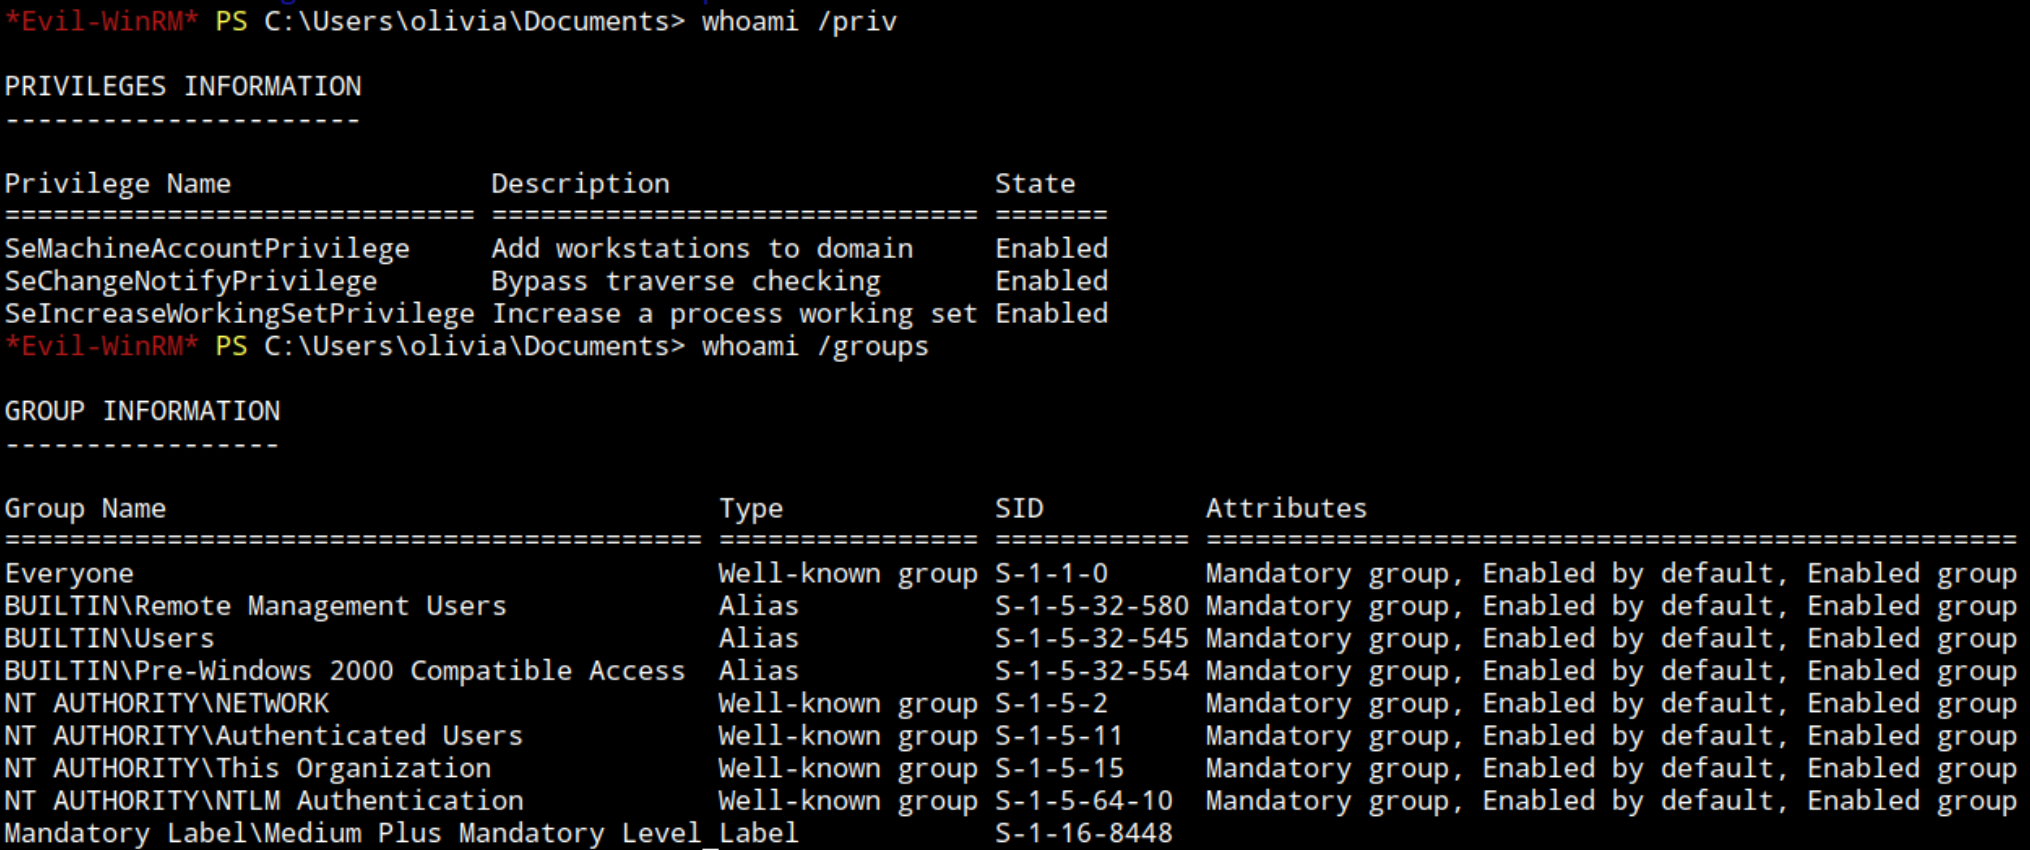 *Evil-WinRM* PS C:\Users\olivia\Documents> whoami /priv

PRIVILEGES INFORMATION
----------------------

Privilege Name                Description                    State
============================= ============================== =======
SeMachineAccountPrivilege     Add workstations to domain     Enabled
SeChangeNotifyPrivilege       Bypass traverse checking       Enabled
SeIncreaseWorkingSetPrivilege Increase a process working set Enabled
*Evil-WinRM* PS C:\Users\olivia\Documents> whoami /groups

GROUP INFORMATION
-----------------

Group Name                                  Type             SID          Attributes
=========================================== ================ ============ ==================================================
Everyone                                    Well-known group S-1-1-0      Mandatory group, Enabled by default, Enabled group
BUILTIN\Remote Management Users             Alias            S-1-5-32-580 Mandatory group, Enabled by default, Enabled group
BUILTIN\Users                               Alias            S-1-5-32-545 Mandatory group, Enabled by default, Enabled group
BUILTIN\Pre-Windows 2000 Compatible Access  Alias            S-1-5-32-554 Mandatory group, Enabled by default, Enabled group
NT AUTHORITY\NETWORK                        Well-known group S-1-5-2      Mandatory group, Enabled by default, Enabled group
NT AUTHORITY\Authenticated Users            Well-known group S-1-5-11     Mandatory group, Enabled by default, Enabled group
NT AUTHORITY\This Organization              Well-known group S-1-5-15     Mandatory group, Enabled by default, Enabled group
NT AUTHORITY\NTLM Authentication            Well-known group S-1-5-64-10  Mandatory group, Enabled by default, Enabled group
Mandatory Label\Medium Plus Mandatory Level Label            S-1-16-8448